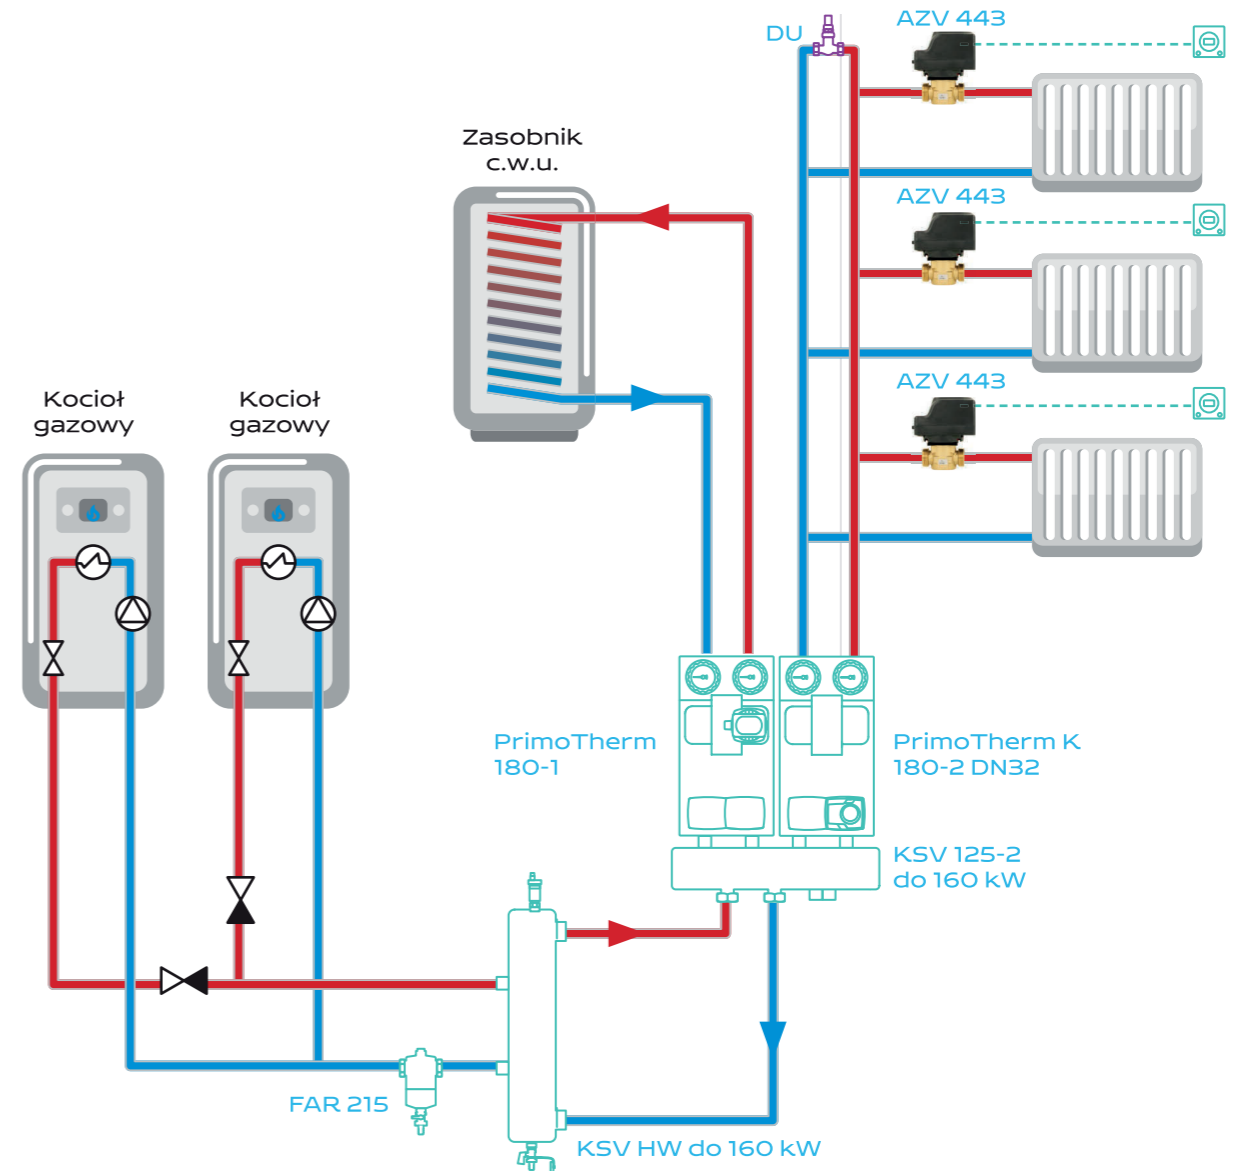 DU
AZV 443
Zasobnik
c.w.u.
AZV 443
AZV 443
Kocioł
gazowy
Kocioł
gazowy
PrimoTherm
180-1
PrimoTherm K
180-2 DN32
KSV 125-2
do 160 kW
FAR 215
KSV HW do 160 kW